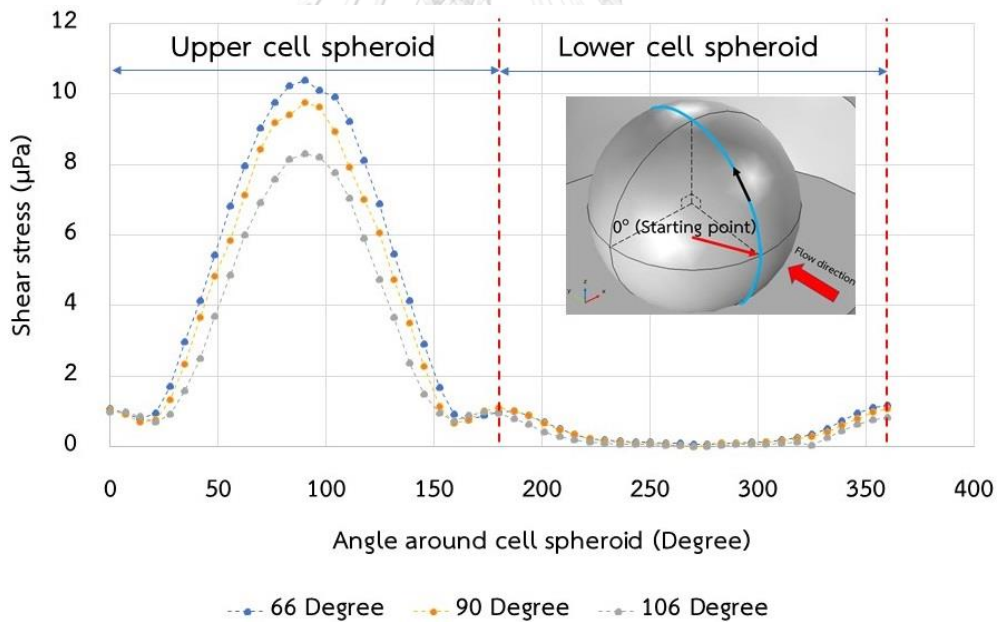 12
Upper cell spheroid
Lower cell spheroid
10
8
0° (Starting point)
6
Flow direction
y z x
4
2
0
Shear stress (µPa)
0 50 100 150 200 250 300 350 400
Angle around cell spheroid (Degree)
66 Degree 90 Degree 106 Degree